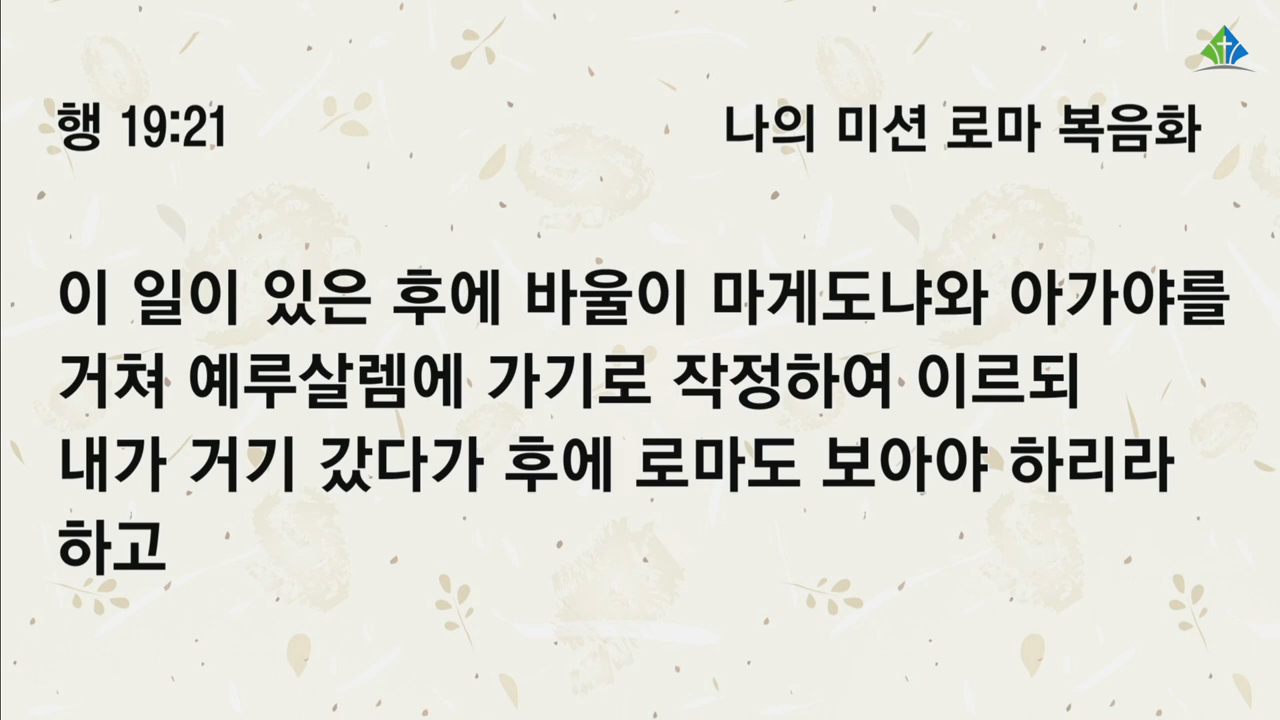 행 19:21
나의 미션 로마 복음화
이 일이 있은 후에 바울이 마게도냐와 아가야를
거쳐 예루살렘에 가기로 작정하여 이르되
내가 거기 갔다가 후에 로마도 보아야 하리라
하고